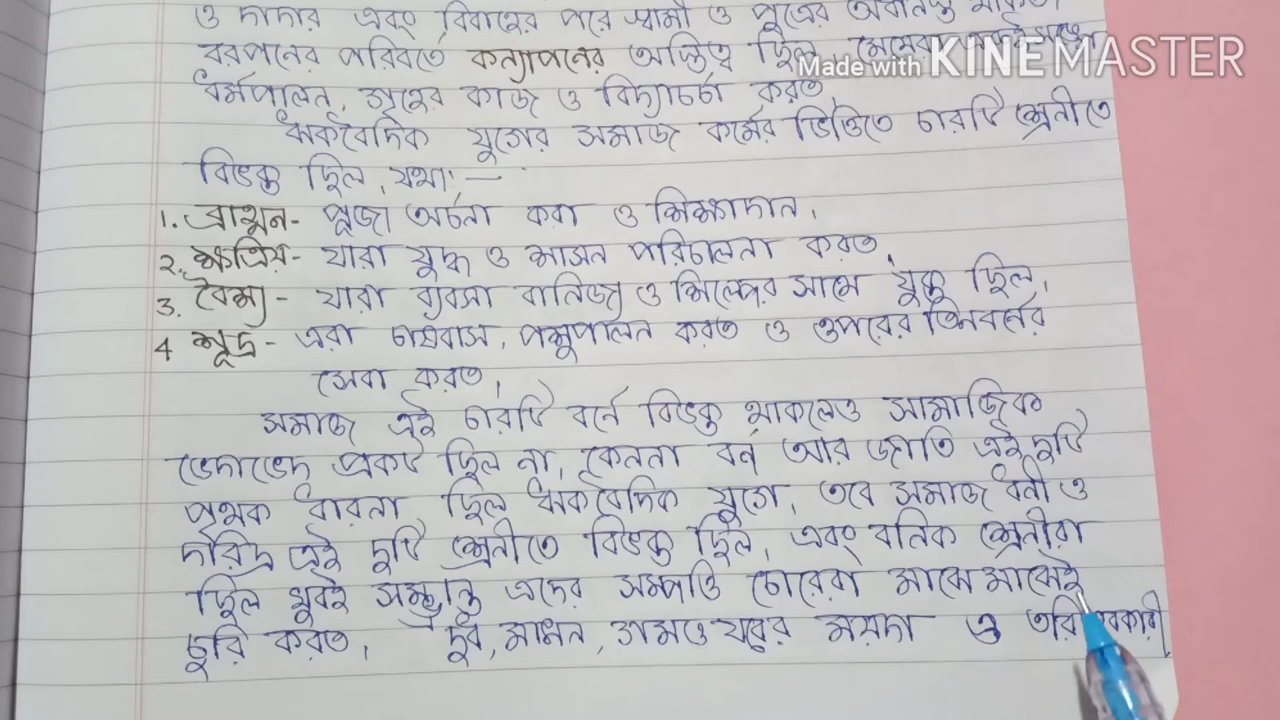 ও দাদার এবং বিবাহের পরে স্বামী ও পুত্রের অধীনস্ত থাকত।
বরপনের পরিবর্তে কন্যাপনের অস্তিত্ব ছিল, মেয়েরা
Made with KINEMASTER
ধর্মপালন, গৃহের কাজ ও বিদ্যাচর্চা করত
ঋকবৈদিক যুগের সমাজ কর্মের ভিত্তিতে চারটি শ্রেনীতে
বিভক্ত ছিল, যথা:—
1. ব্রাহ্মন- পূজা অর্চনা করা ও শিক্ষাদান,
2. ক্ষত্রিয়- যারা যুদ্ধ ও শাসন পরিচালনা করত,
3. বৈশ্য - যারা ব্যবসা বানিজ্য ও শিল্পের সাথে যুক্ত ছিল,
4 শূদ্র- এরা চাষবাস, পশুপালন করত ও ওপরের তিনবর্নের
সেবা করত,
সমাজ এই চারটি বর্নে বিভক্ত থাকলেও সামাজিক
ভেদাভেদ প্রকট ছিল না, কেননা বর্ন আর জাতি এই দুটি
পৃথক ধারনা ছিল ঋকবৈদিক যুগে, তবে সমাজ ধনী ও
দরিদ্র এই দুটি শ্রেনীতে বিভক্ত ছিল, এবং বনিক শ্রেনীরা
ছিল খুবই সম্ভ্রান্ত এদের সম্পত্তি চোরেরা মাঝে মাঝেই
চুরি করত, দুধ, মাখন, গম ও যবের ময়দা ও তরি তরকারী